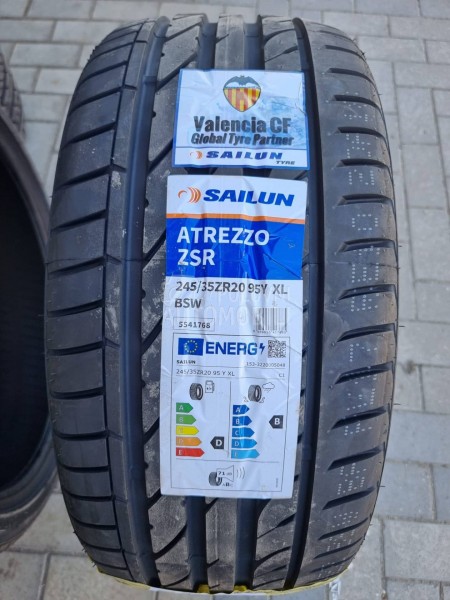 Valencia CF
Global Tyre Partner
SAILUN TYRE
SAILUN
ATREZZO
ZSR
245/35ZR20 95Y XL
BSW
5541768
ENERG
SAILUN
245/35ZR20 95 Y XL
C1
A
B
C
D
E
D
A
B
C
D
E
B